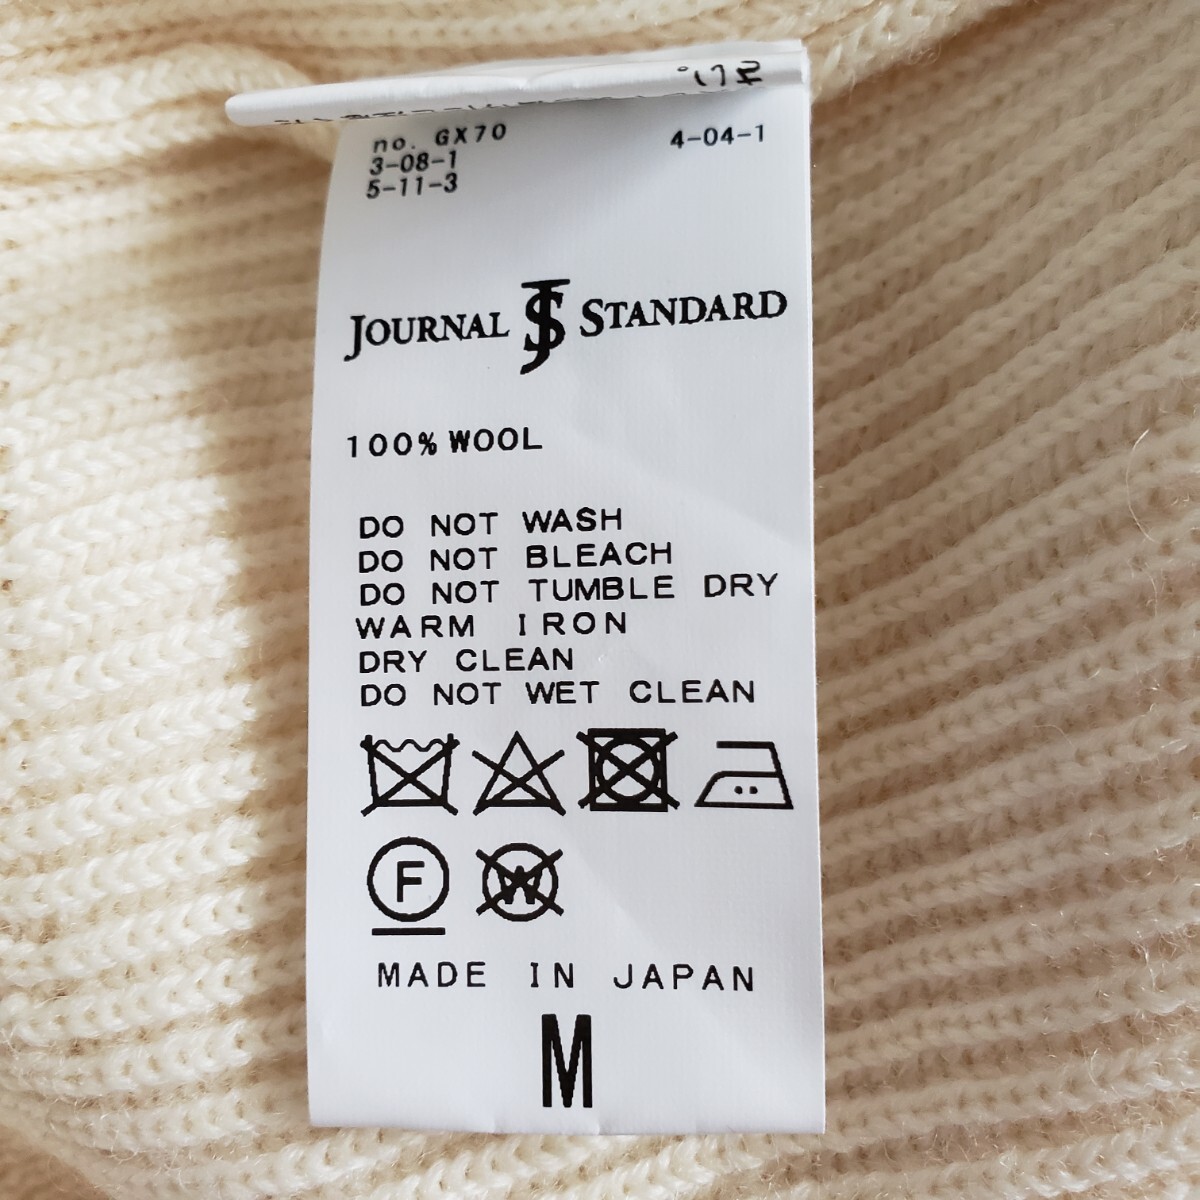 no. GX70 4-04-1
3-08-1
5-11-3
JOURNAL JS STANDARD
100% WOOL
DO NOT WASH
DO NOT BLEACH
DO NOT TUMBLE DRY
WARM IRON
DRY CLEAN
DO NOT WET CLEAN
F W
MADE IN JAPAN
M